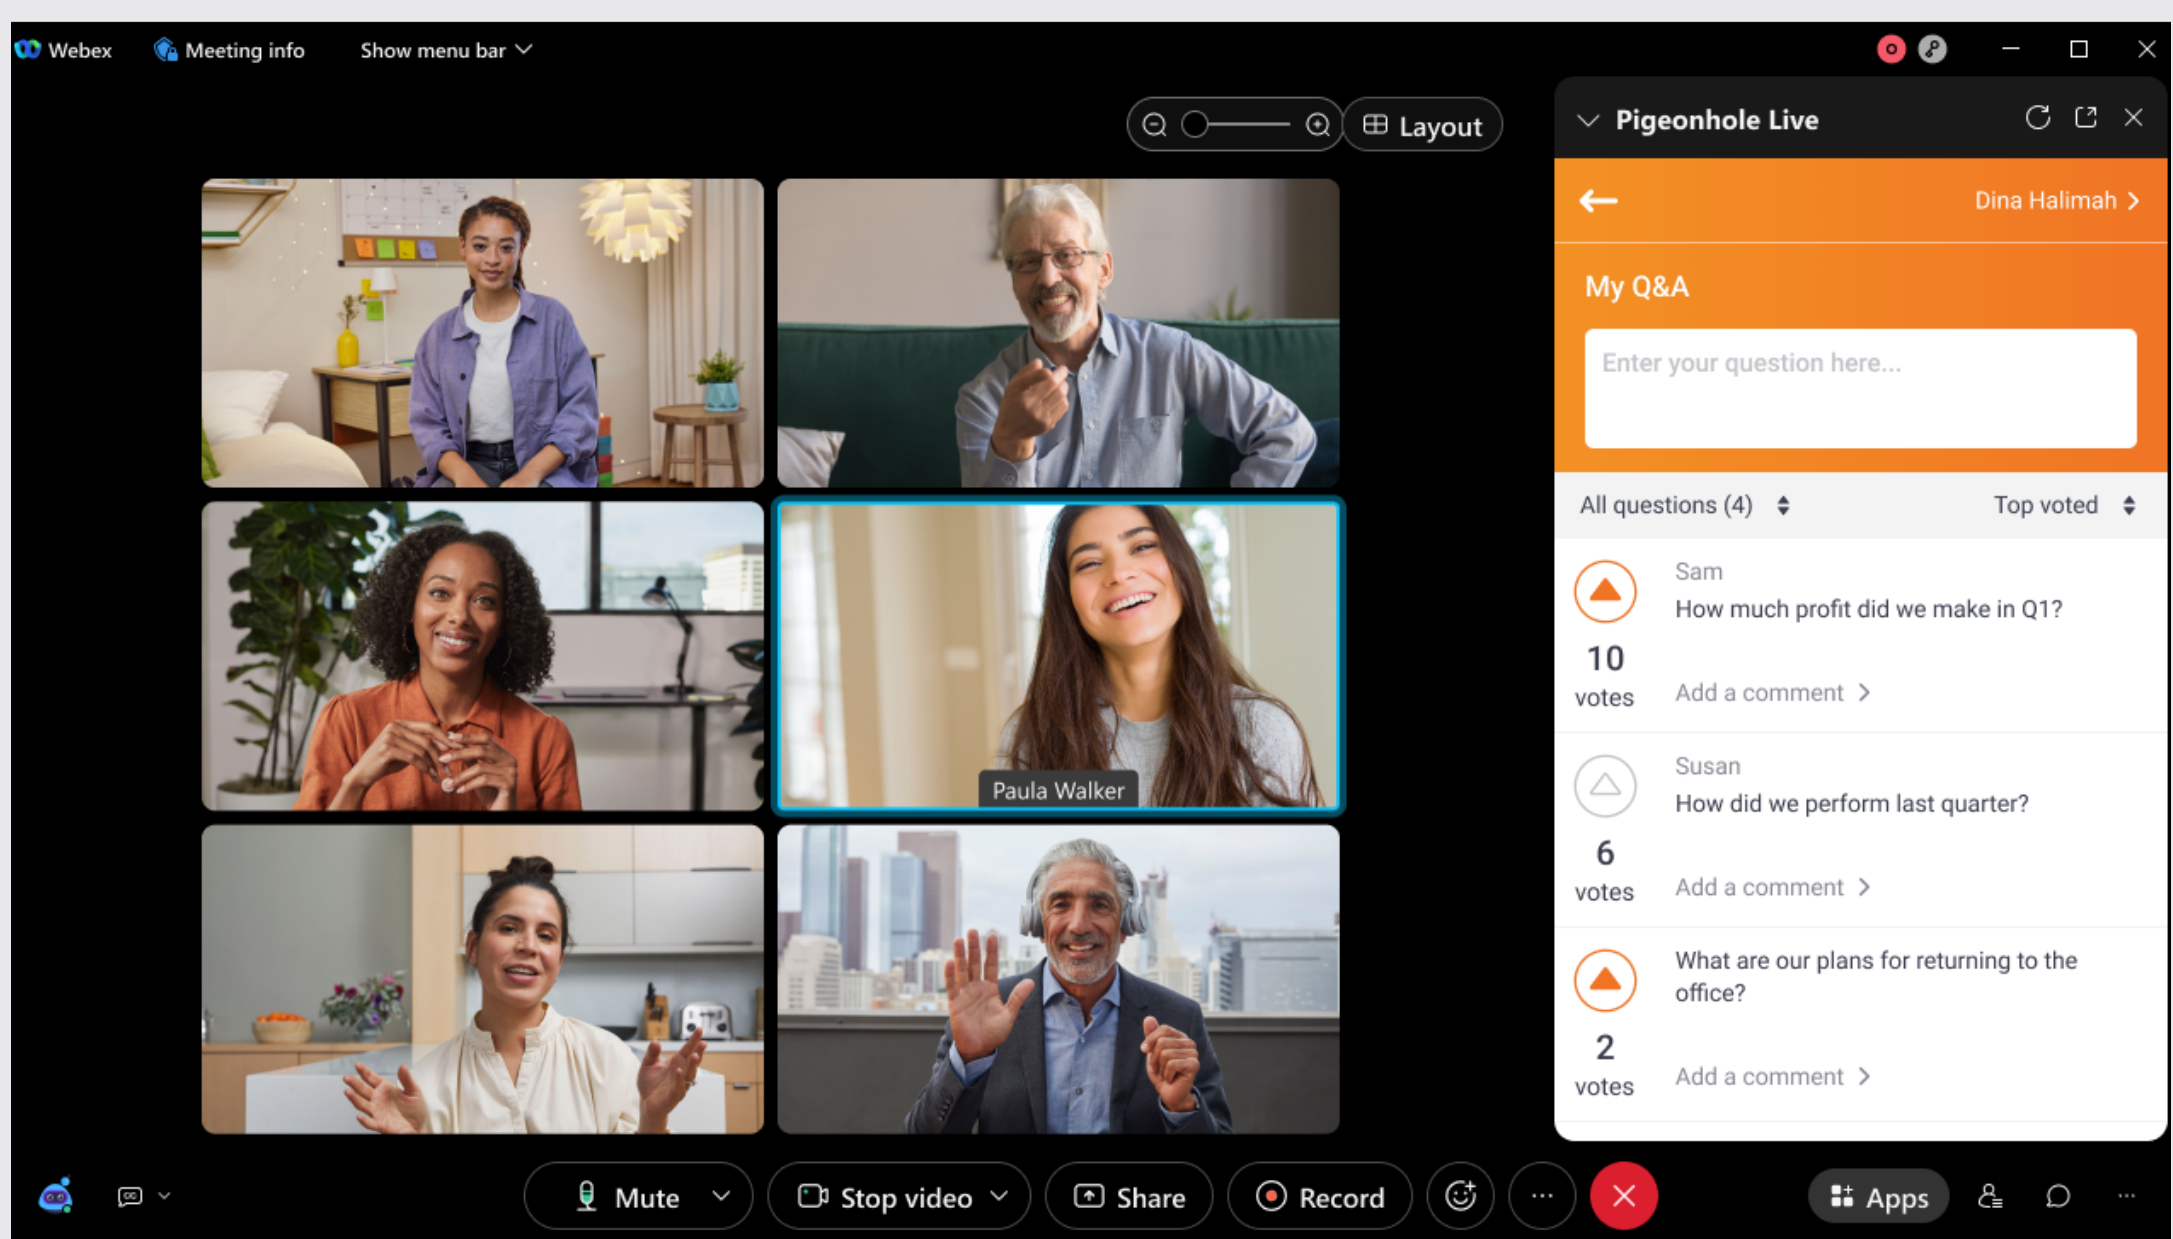 Webex
Meeting info
Show menu bar
Layout
Pigeonhole Live
Dina Halimah
My Q&A
Enter your question here...
All questions (4)
Top voted
Sam
How much profit did we make in Q1?
10
votes
Add a comment
Susan
How did we perform last quarter?
6
votes
Add a comment
What are our plans for returning to the
office?
2
votes
Add a comment
Paula Walker
CC
Mute
Stop video
Share
Record
Apps